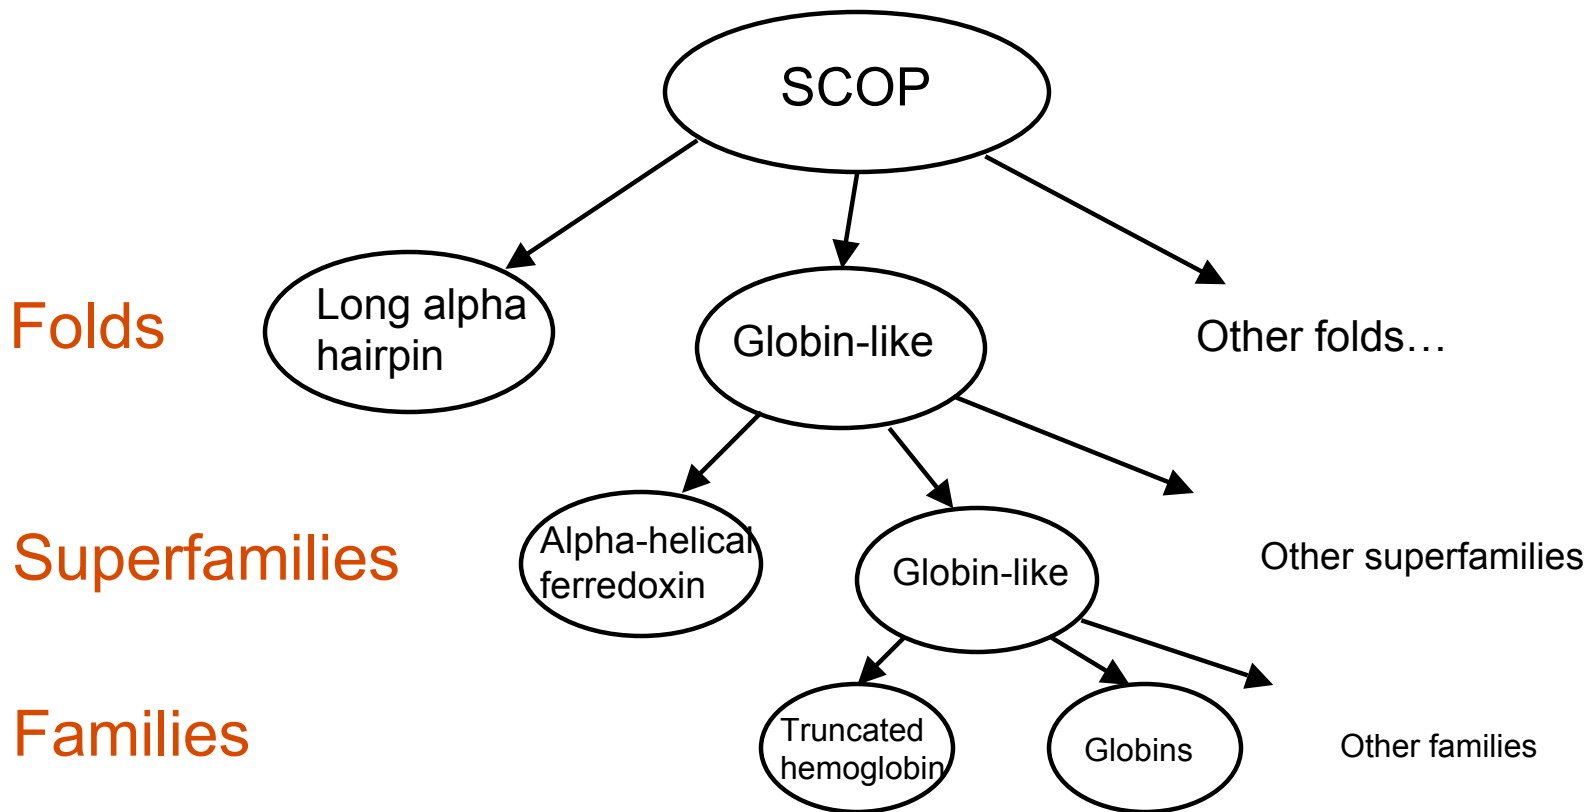 SCOP
Folds
Long alpha
hairpin
Globin-like
Other folds…
Superfamilies
Alpha-helical
ferredoxin
Globin-like
Other superfamilies
Families
Truncated
hemoglobin
Globins
Other families